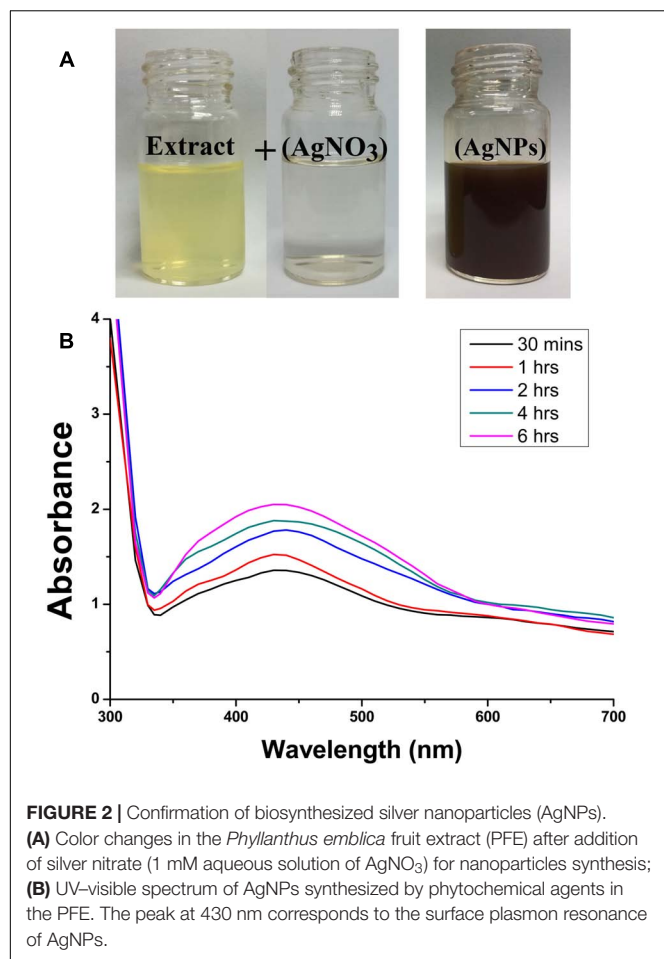 A
Extract + (AgNO₃) (AgNPs)
B
4
3
2
1
0
Absorbance
30 mins
1 hrs
2 hrs
4 hrs
6 hrs
300 400 500 600 700
Wavelength (nm)
FIGURE 2 | Confirmation of biosynthesized silver nanoparticles (AgNPs).
(A) Color changes in the Phyllanthus emblica fruit extract (PFE) after addition
of silver nitrate (1 mM aqueous solution of AgNO₃) for nanoparticles synthesis;
(B) UV–visible spectrum of AgNPs synthesized by phytochemical agents in
the PFE. The peak at 430 nm corresponds to the surface plasmon resonance
of AgNPs.